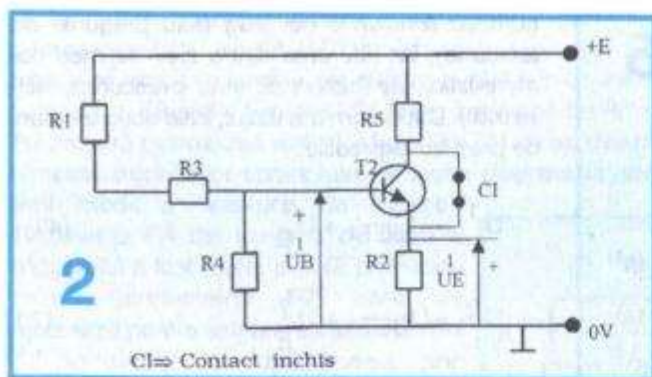 +E
R1
R5
R3
T2
CI
R4
+
UB
R2
UE
+
2
0V
CI⇒ Contact inchis